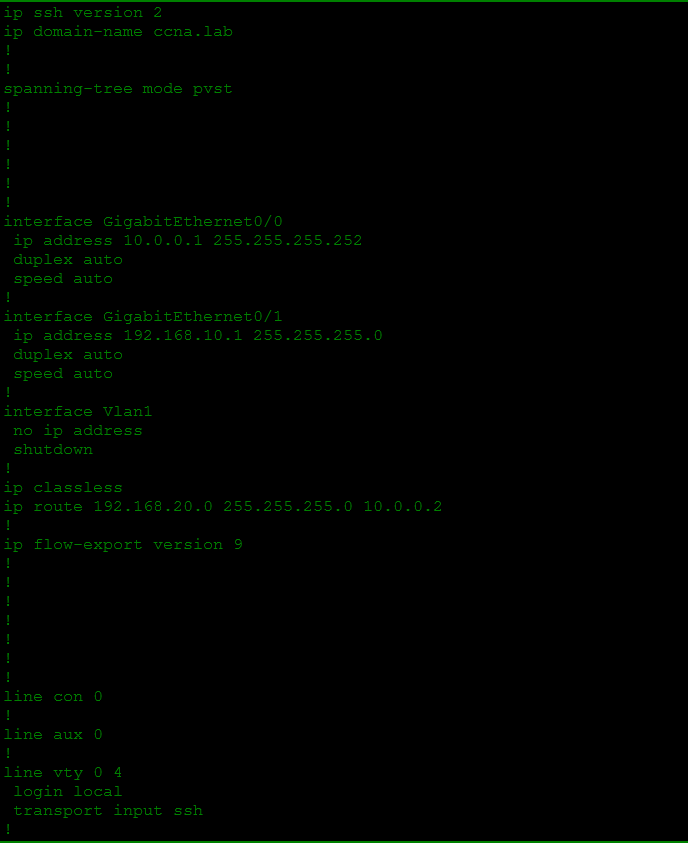 ip ssh version 2
ip domain-name ccna.lab
!
!
spanning-tree mode pvst
!
!
!
!
!
!
interface GigabitEthernet0/0
 ip address 10.0.0.1 255.255.255.252
 duplex auto
 speed auto
!
interface GigabitEthernet0/1
 ip address 192.168.10.1 255.255.255.0
 duplex auto
 speed auto
!
interface Vlan1
 no ip address
 shutdown
!
ip classless
ip route 192.168.20.0 255.255.255.0 10.0.0.2
!
ip flow-export version 9
!
!
!
!
!
!
!
line con 0
!
line aux 0
!
line vty 0 4
 login local
 transport input ssh
!